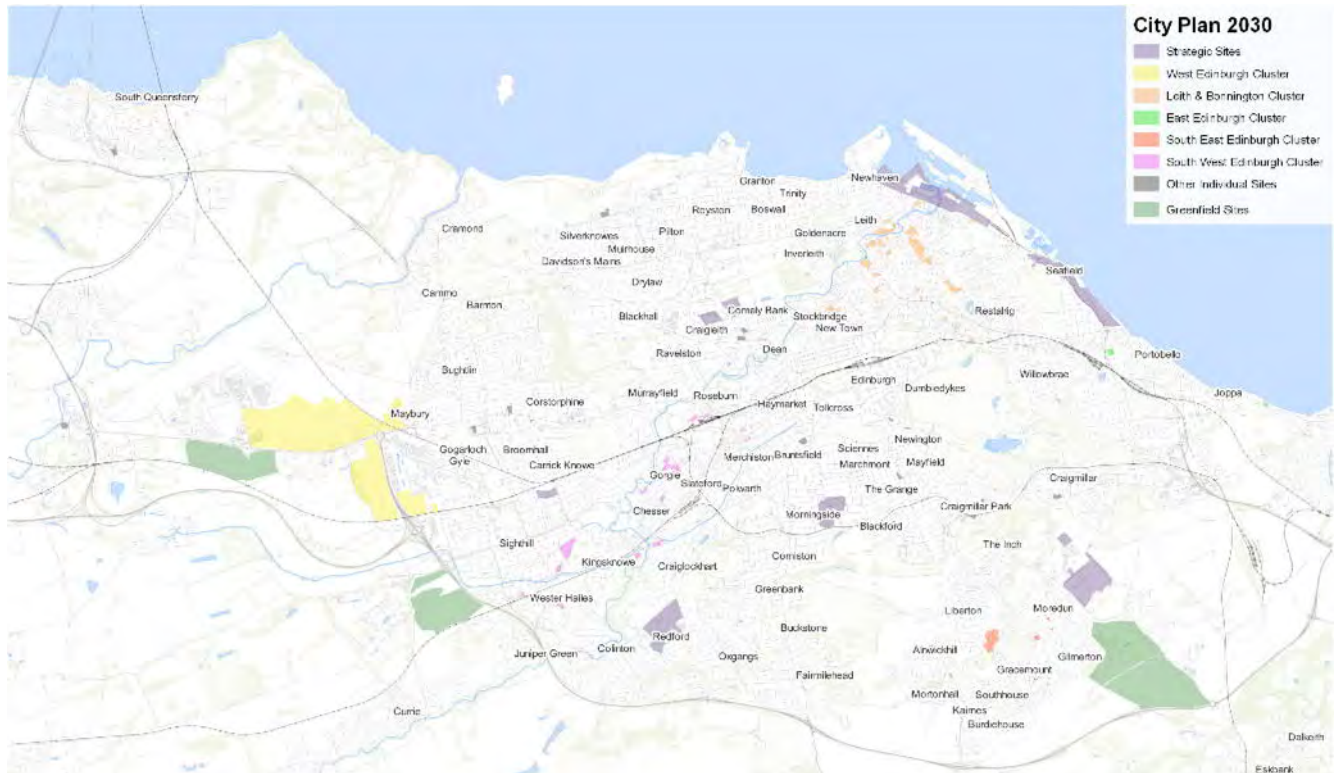 City Plan 2030
Strategic Sites
West Edinburgh Cluster
Leith & Bonnington Cluster
East Edinburgh Cluster
South East Edinburgh Cluster
South West Edinburgh Cluster
Other Individual Sites
Greenfield Sites
South Queensferry
Granton
Newhaven
Trinity
Royston
Boswall
Cramond
Silverknowes
Pilton
Leith
Muirhouse
Goldenacre
Davidson's Mains
Inverleith
Seafield
Drylaw
Cammo
Barnton
Blackhall
Comely Bank
Stockbridge
Restalrig
Craigleith
New Town
Ravelston
Dean
Portobello
Bughtlin
Edinburgh
Willowbrae
Dumbiedykes
Murrayfield
Roseburn
Joppa
Haymarket
Tollcross
Corstorphine
Maybury
Newington
Gogarloch
Sciennes
Broomhall
Merchiston
Bruntsfield
Gyle
Carrick Knowe
Marchmont
Mayfield
Gorgie
Slateford
Craigmillar
Polwarth
The Grange
Chesser
Craigmillar Park
Morningside
Blackford
Sighthill
The Inch
Kingsknowe
Comiston
Craiglockhart
Greenbank
Wester Hailes
Liberton
Moredun
Buckstone
Redford
Colinton
Juniper Green
Oxgangs
Alnwickhill
Gilmerton
Gracemount
Fairmilehead
Mortonhall
Southhouse
Currie
Kaimes
Burdiehouse
Dalkeith
Eskbank